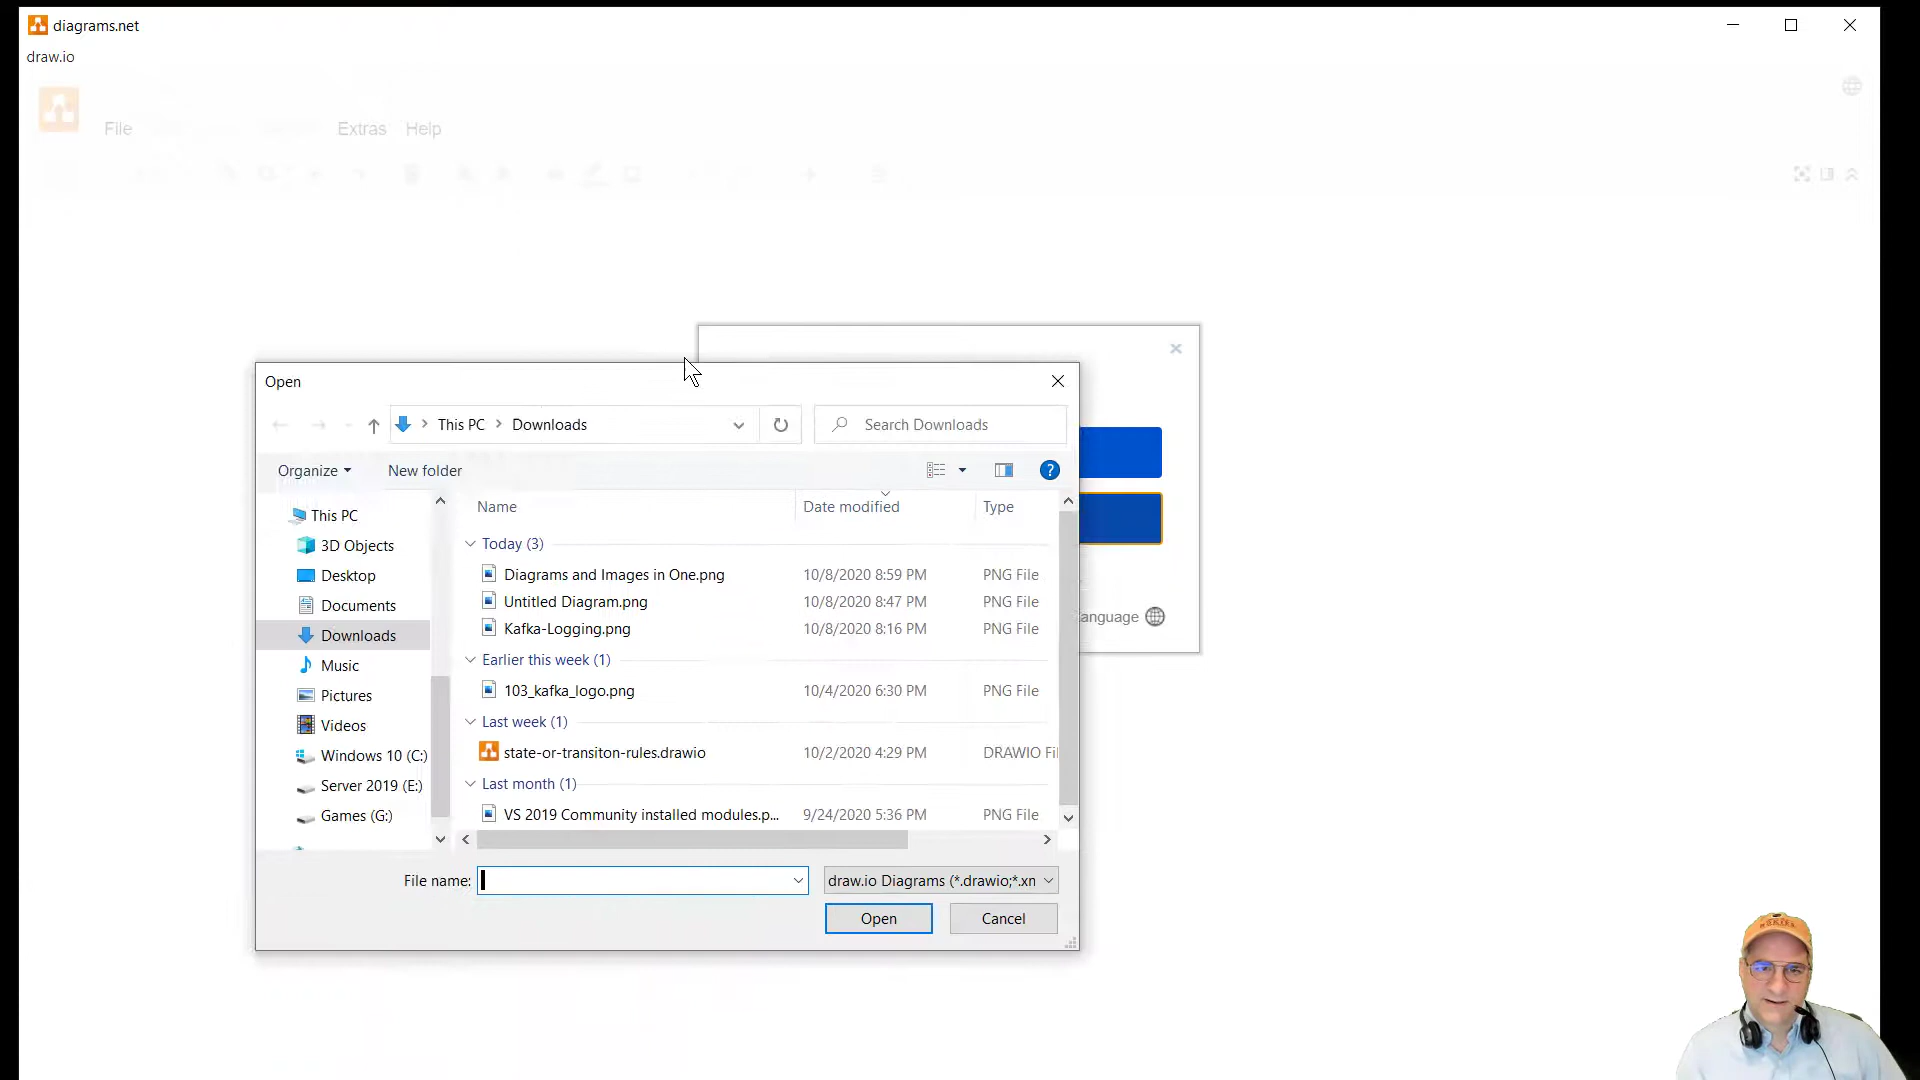 diagrams.net
draw.io
File
Extras
Help
Open
This PC
Downloads
Search Downloads
Organize
New folder
Name
Date modified
Type
This PC
3D Objects
Desktop
Documents
Downloads
Music
Pictures
Videos
Windows 10 (C:)
Server 2019 (E:)
Games (G:)
Today (3)
Diagrams and Images in One.png 10/8/2020 8:59 PM PNG File
Untitled Diagram.png 10/8/2020 8:47 PM PNG File
Kafka-Logging.png 10/8/2020 8:16 PM PNG File
Earlier this week (1)
103_kafka_logo.png 10/4/2020 6:30 PM PNG File
Last week (1)
state-or-transiton-rules.drawio 10/2/2020 4:29 PM DRAWIO Fi
Last month (1)
VS 2019 Community installed modules.p... 9/24/2020 5:36 PM PNG File
anguage
File name:
draw.io Diagrams (*.drawio;*.xn
Open
Cancel